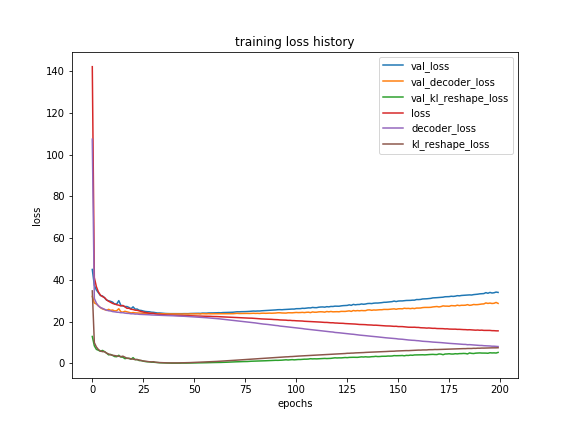 training loss history
140
120
100
80
60
40
20
0
loss
val_loss
val_decoder_loss
val_kl_reshape_loss
loss
decoder_loss
kl_reshape_loss
0 25 50 75 100 125 150 175 200
epochs